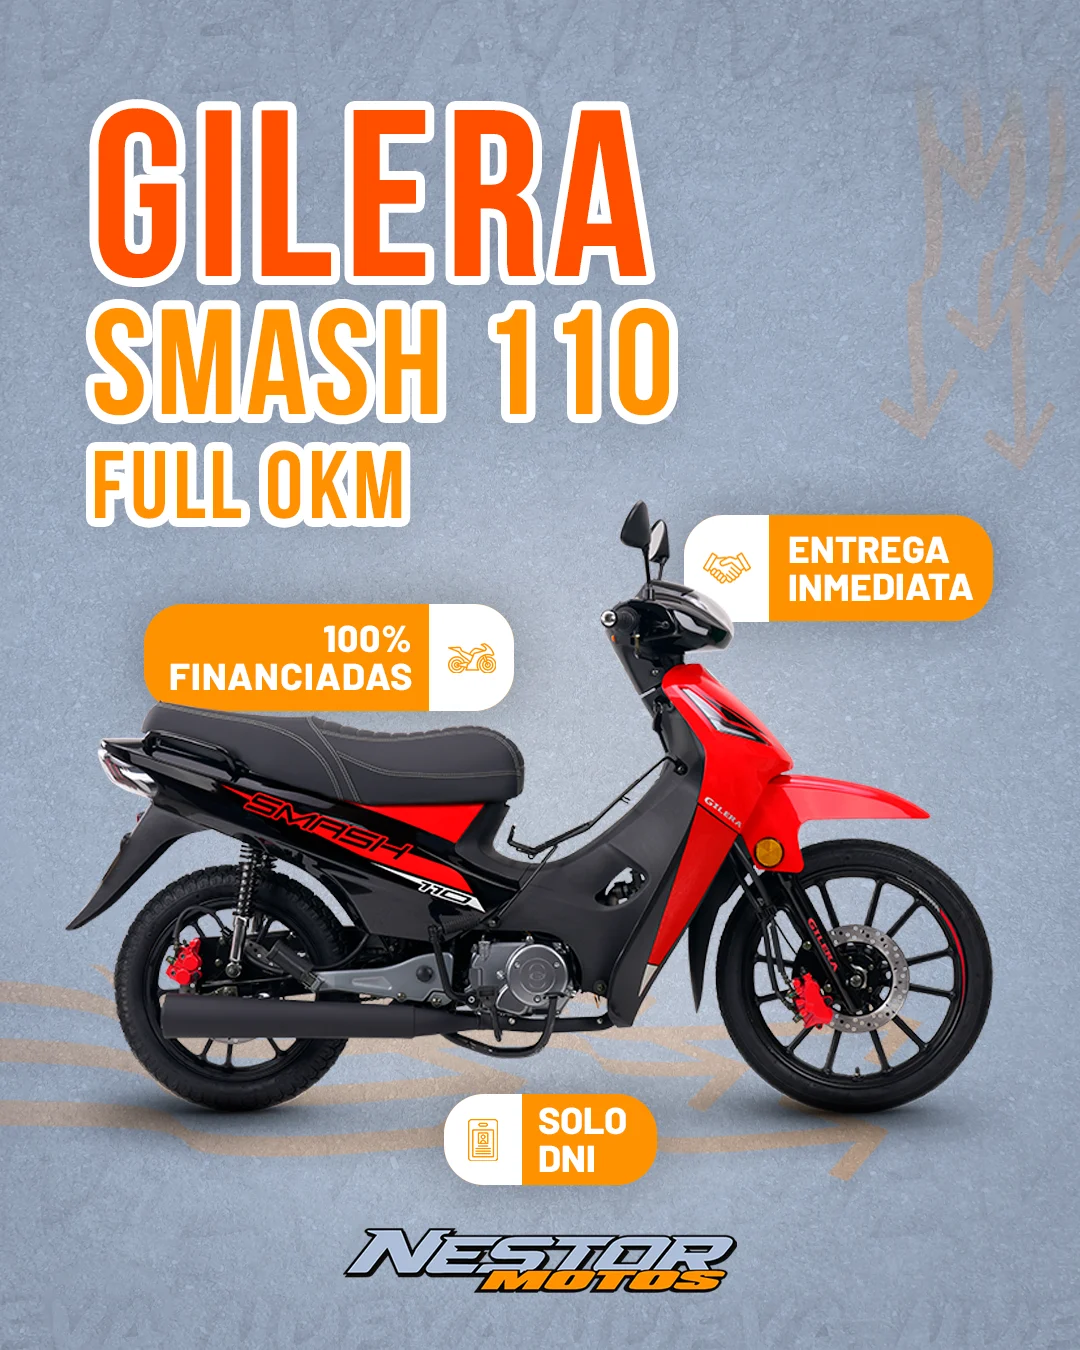 GILERA
SMASH 110
FULL 0KM
ENTREGA
INMEDIATA
100%
FINANCIADAS
SMASH
110
GILERA
GILERA
SOLO
DNI
NESTOR
MOTOS